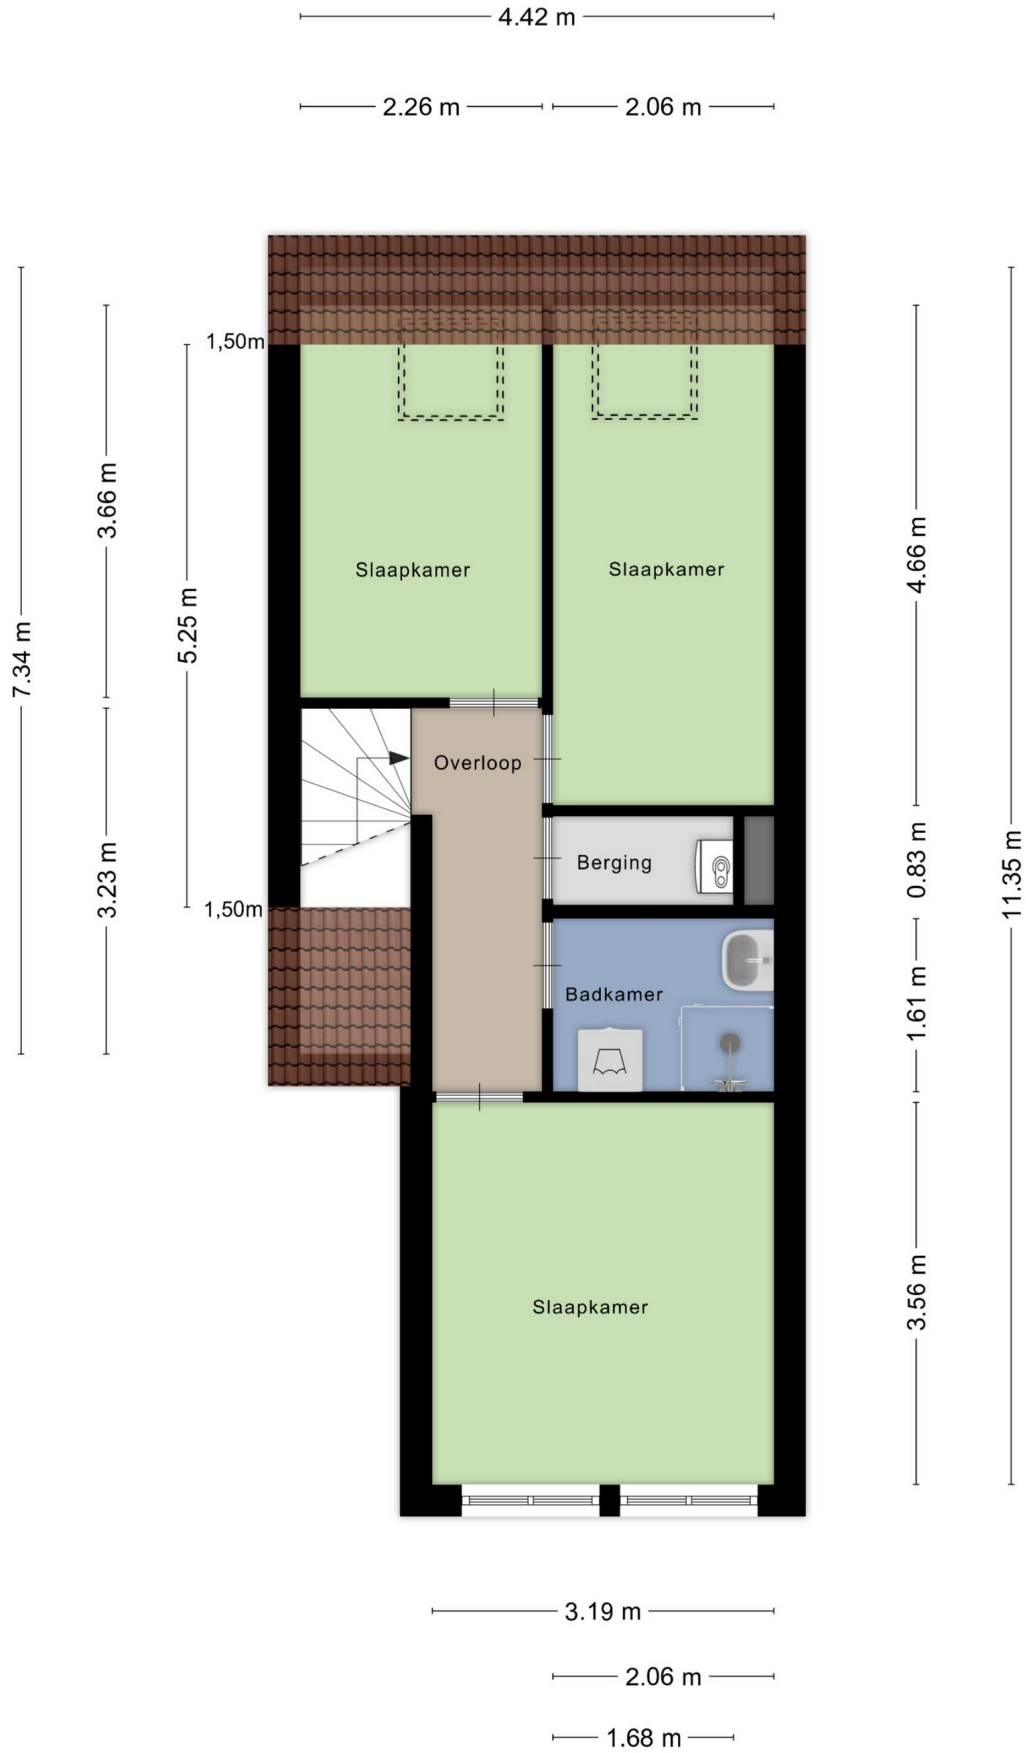 4.42 m
2.26 m
2.06 m
1,50m
3.66 m
4.66 m
5.25 m
7.34 m
Slaapkamer
Slaapkamer
Overloop
Berging
0.83 m
11.35 m
3.23 m
1,50m
Badkamer
1.61 m
3.56 m
Slaapkamer
3.19 m
2.06 m
1.68 m